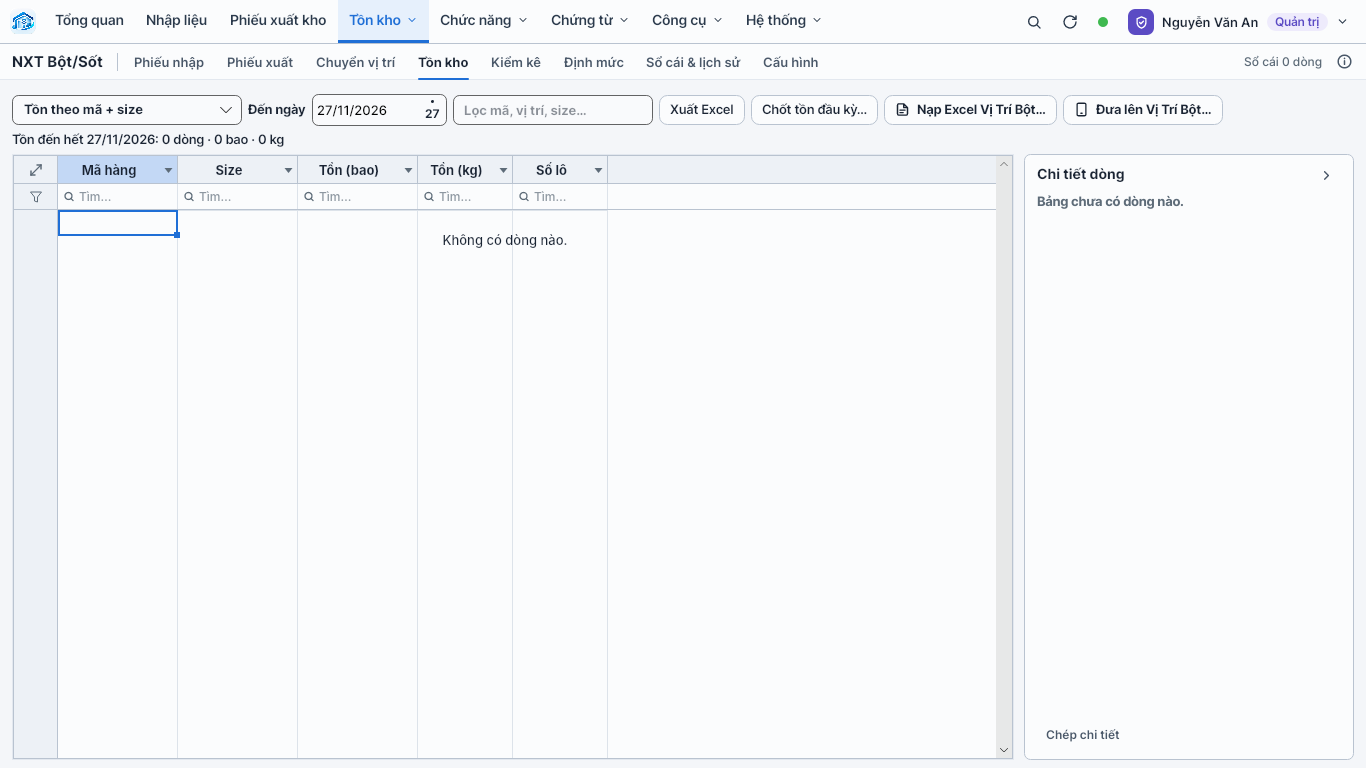 Tổng quan Nhập liệu Phiếu xuất kho Tồn kho Chức năng Chứng từ Công cụ Hệ thống Nguyễn Văn An Quản trị
NXT Bột/Sốt Phiếu nhập Phiếu xuất Chuyển vị trí Tồn kho Kiểm kê Định mức Sổ cái & lịch sử Cấu hình Sổ cái 0 dòng
Tồn theo mã + size Đến ngày 27/11/2026 27 Lọc mã, vị trí, size... Xuất Excel Chốt tồn đầu kỳ... Nạp Excel Vị Trí Bột... Đưa lên Vị Trí Bột...
Tồn đến hết 27/11/2026: 0 dòng · 0 bao · 0 kg
Mã hàng Size Tồn (bao) Tồn (kg) Số lô
Tìm... Tìm... Tìm... Tìm... Tìm...
Không có dòng nào.
Chi tiết dòng
Bảng chưa có dòng nào.
Chép chi tiết